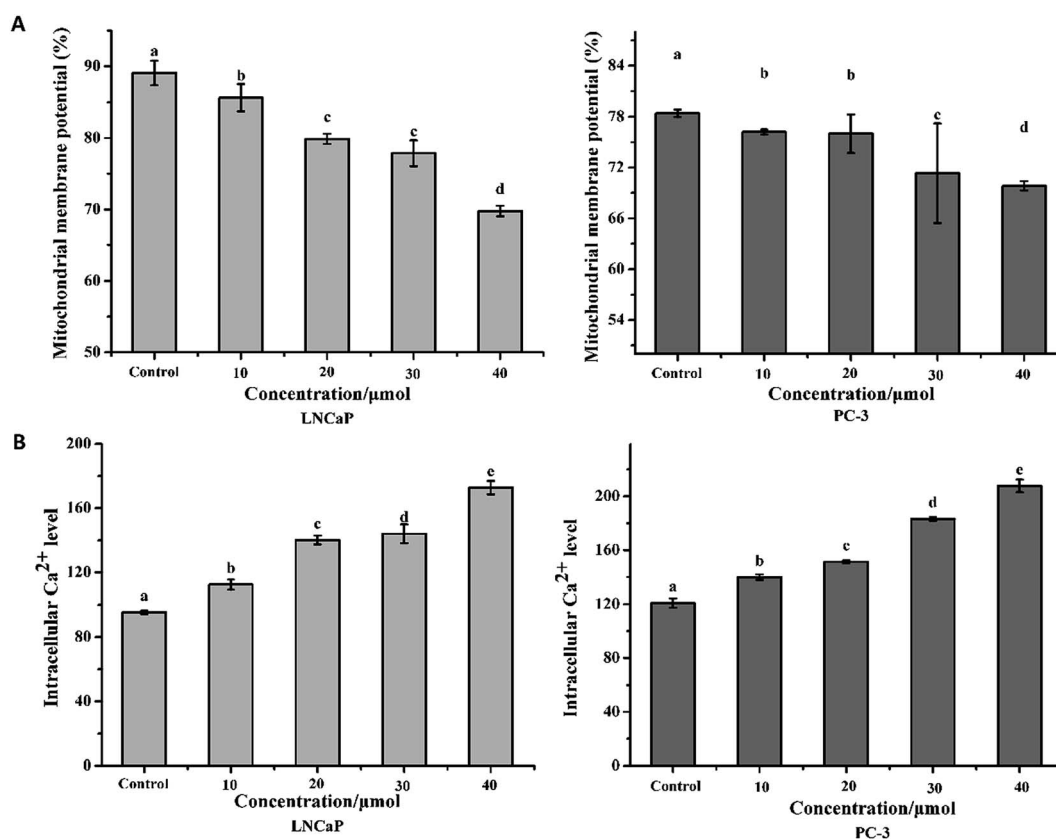 A
Mitochondrial membrane potential (%)
90
80
70
60
50
a
b
c
c
d
Control
10
20
30
40
Concentration/μmol
LNCaP
Mitochondrial membrane potential (%)
84
78
72
66
60
54
a
b
b
c
d
Control
10
20
30
40
Concentration/μmol
PC-3
B
Intracellular Ca²⁺ level
200
160
120
80
40
0
a
b
c
d
e
Control
10
20
30
40
Concentration/μmol
LNCaP
Intracellular Ca²⁺ level
200
160
120
80
40
0
a
b
c
d
e
Control
10
20
30
40
Concentration/μmol
PC-3